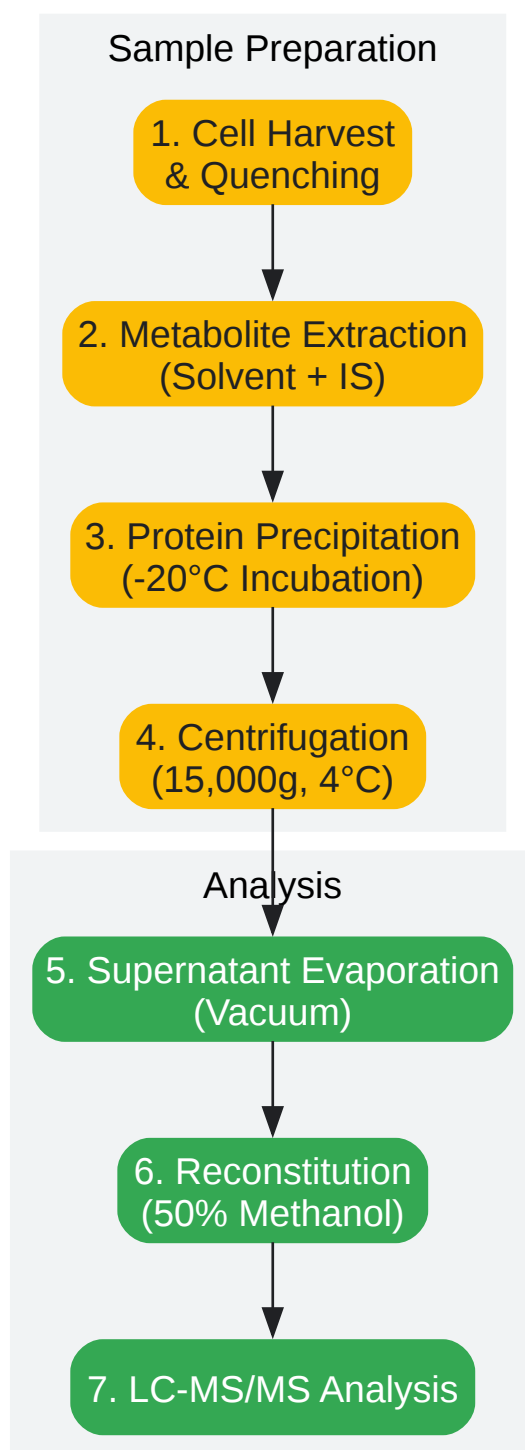 Sample Preparation
1. Cell Harvest
& Quenching
2. Metabolite Extraction
(Solvent + IS)
3. Protein Precipitation
(-20°C Incubation)
4. Centrifugation
(15,000g, 4°C)
Analysis
5. Supernatant Evaporation
(Vacuum)
6. Reconstitution
(50% Methanol)
7. LC-MS/MS Analysis